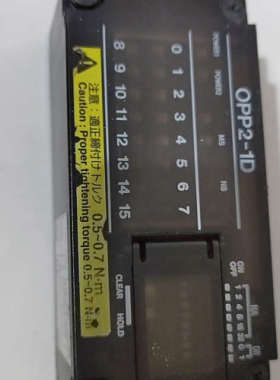 OPP2-1D
POWER1 POWER2 MS NS
0 1 2 3 4 5 6 7
8 9 10 11 12 13 14 15
注意:適正締付けトルク 0.5~0.7 N·m
Caution : Proper tightening torque 0.5~0.7 N·m
CLEAR HOLD
ON
OFF